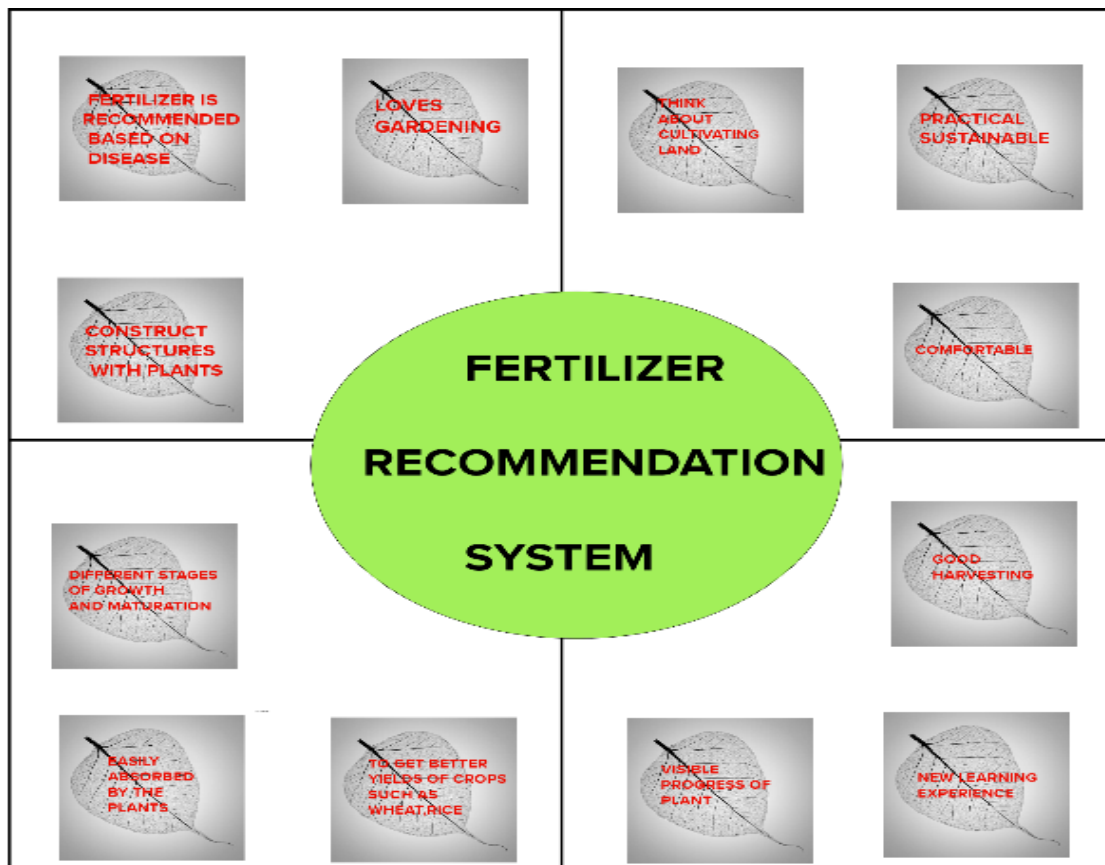 FERTILIZER IS
RECOMMENDED
BASED ON
DISEASE
LOVES
GARDENING
CONSTRUCT
STRUCTURES
WITH PLANTS
THINK
ABOUT
CULTIVATING
LAND
PRACTICAL
SUSTAINABLE
COMFORTABLE
FERTILIZER
RECOMMENDATION
SYSTEM
DIFFERENT STAGES
OF GROWTH
AND MATURATION
EASILY
ABSORBED
BY THE
PLANTS
TO GET BETTER
YIELDS OF CROPS
SUCH AS
WHEAT,RICE
GOOD
HARVESTING
VISIBLE
PROGRESS OF
PLANT
NEW LEARNING
EXPERIENCE